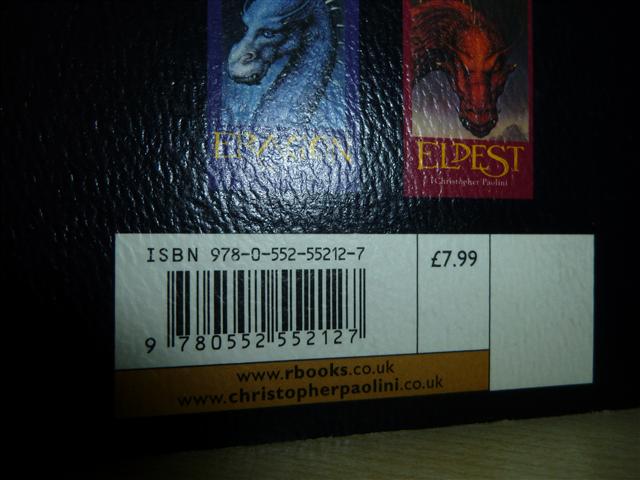 ERAGON
ELDEST
Christopher Paolini
ISBN 978-0-552-55212-7
£7.99
9 780552 552127
www.rbooks.co.uk
www.christopherpaolini.co.uk